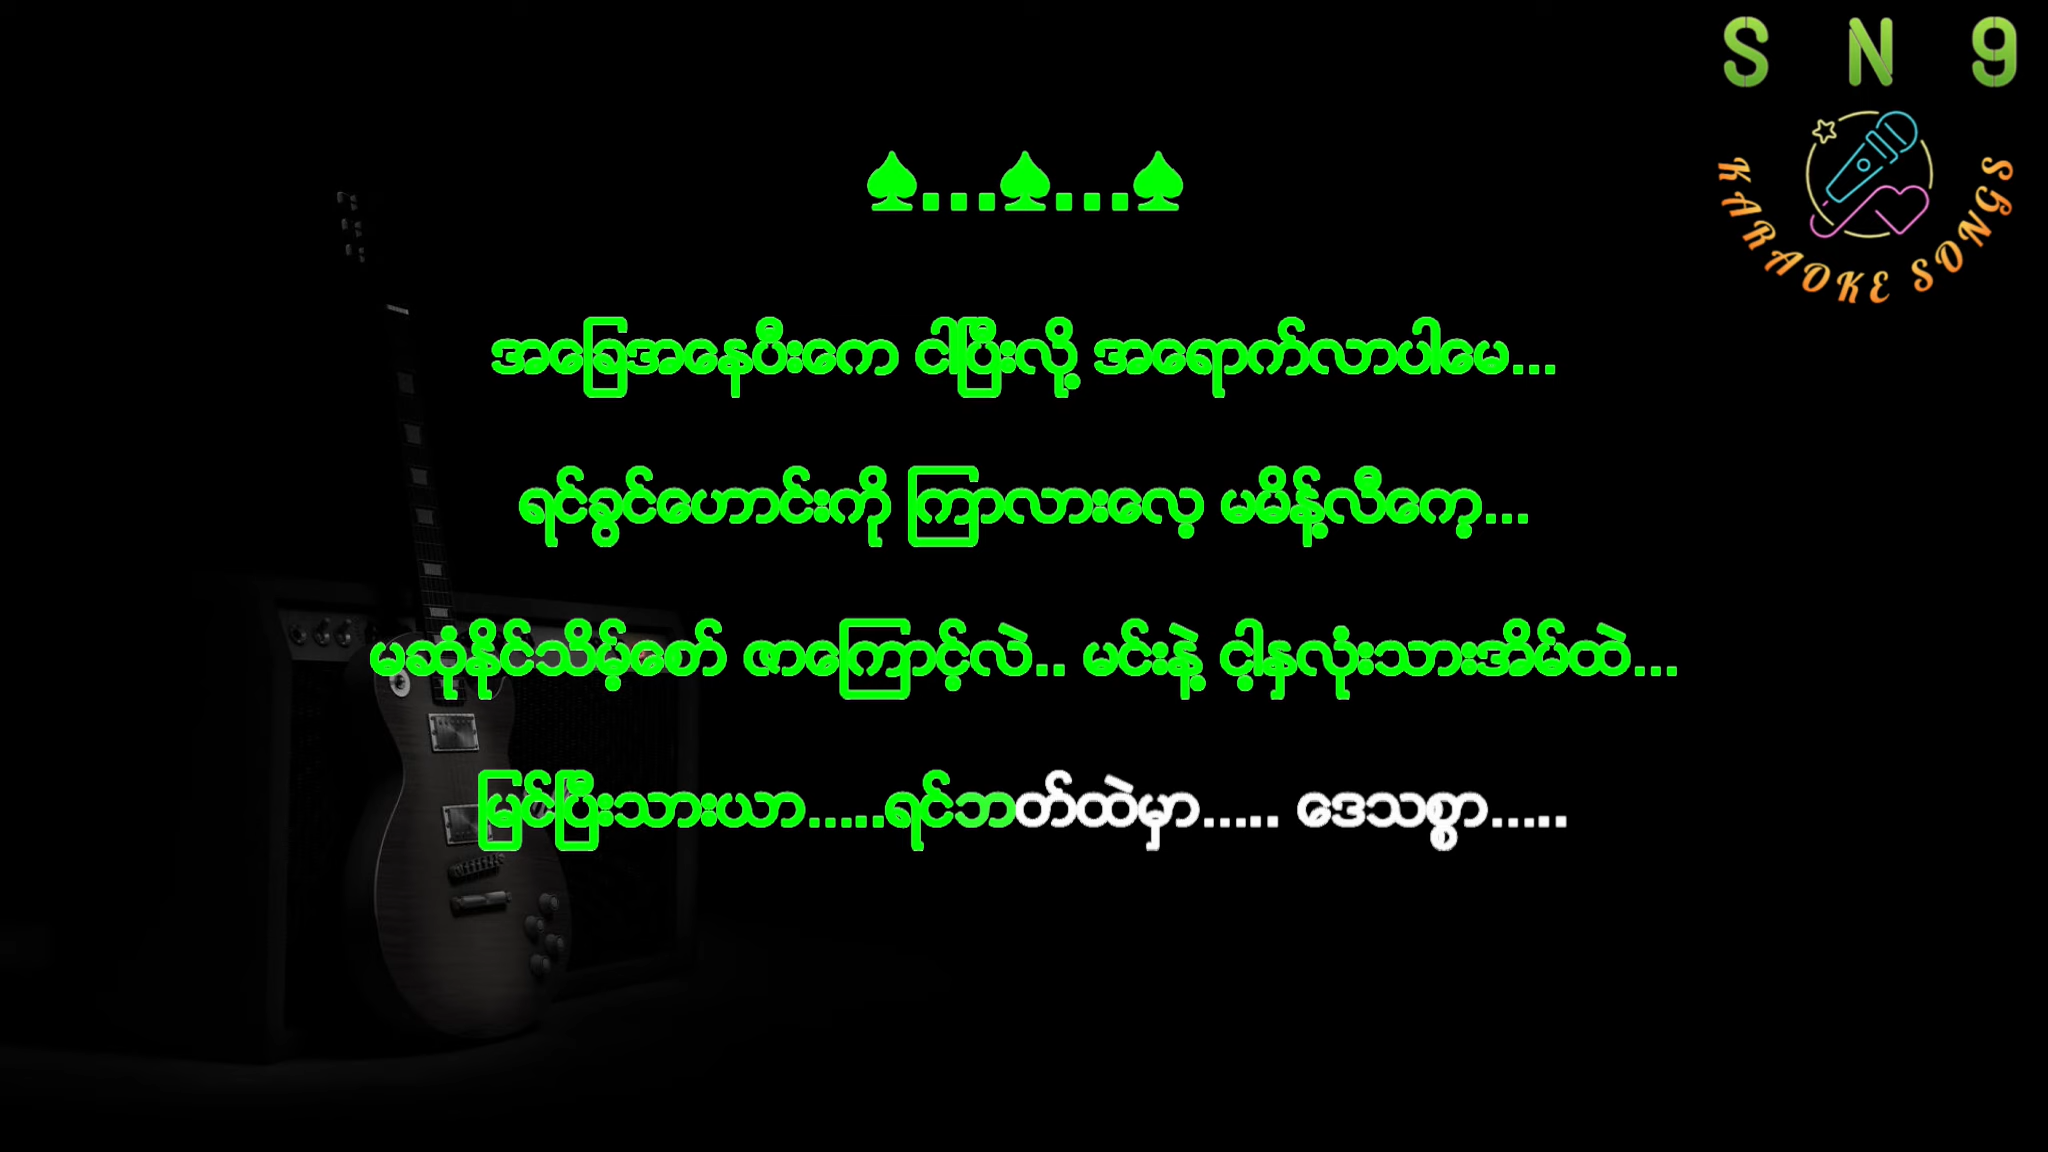 S N 9
KARAOKE SONGS
♠...♠...♠
အခြေအနေပီးကေ ငါပြီးလို့ အရောက်လာပါမေ...
ရင်ခွင်ဟောင်းကို ကြာလားလေ့ မမိန့်လီကေ့...
မဆုံနိုင်သိမ့်စော် ဇာကြောင့်လဲ.. မင်းနဲ့ ငါ့နှလုံးသားအိမ်ထဲ...
မြင်ပြီးသားယာ.....ရင်ဘတ်ထဲမှာ..... ဒေသစွာ.....